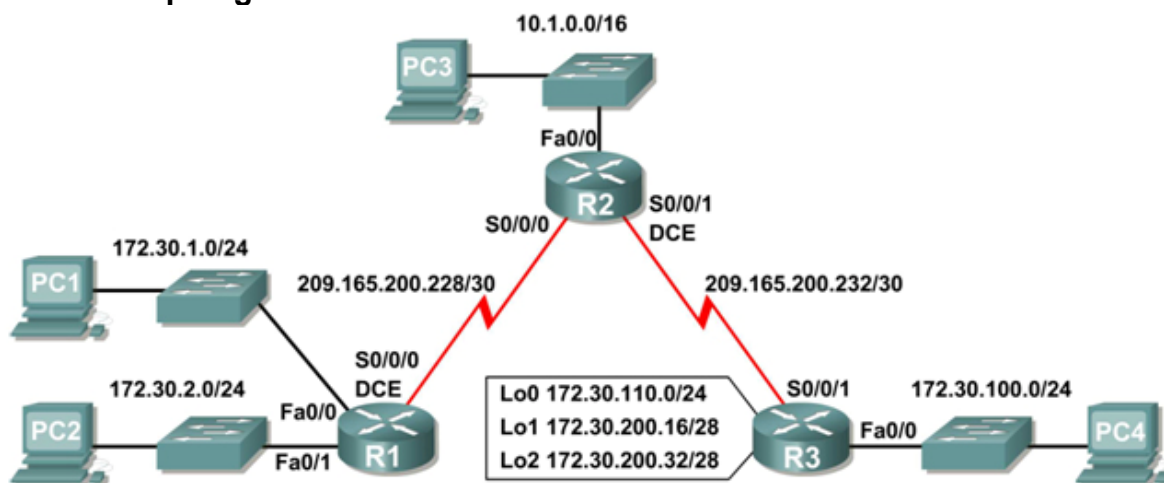 10.1.0.0/16
PC3
Fa0/0
R2
S0/0/0
S0/0/1
DCE
172.30.1.0/24
PC1
209.165.200.228/30
209.165.200.232/30
S0/0/0
DCE
172.30.2.0/24
Fa0/0
PC2
Fa0/1
R1
Lo0 172.30.110.0/24
Lo1 172.30.200.16/28
Lo2 172.30.200.32/28
S0/0/1
R3
172.30.100.0/24
Fa0/0
PC4